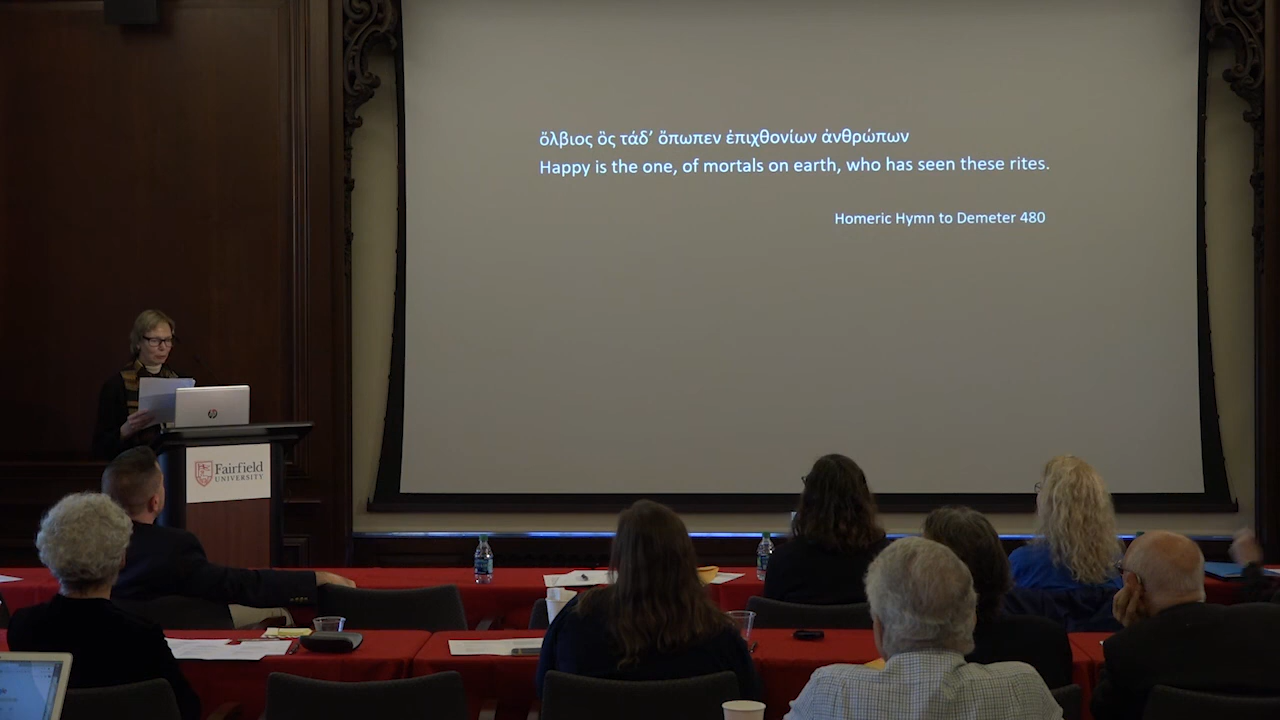 ὄλβιος ὃς τάδ’ ὄπωπεν ἐπιχθονίων ἀνθρώπων
Happy is the one, of mortals on earth, who has seen these rites.
Homeric Hymn to Demeter 480
hp
Fairfield
UNIVERSITY